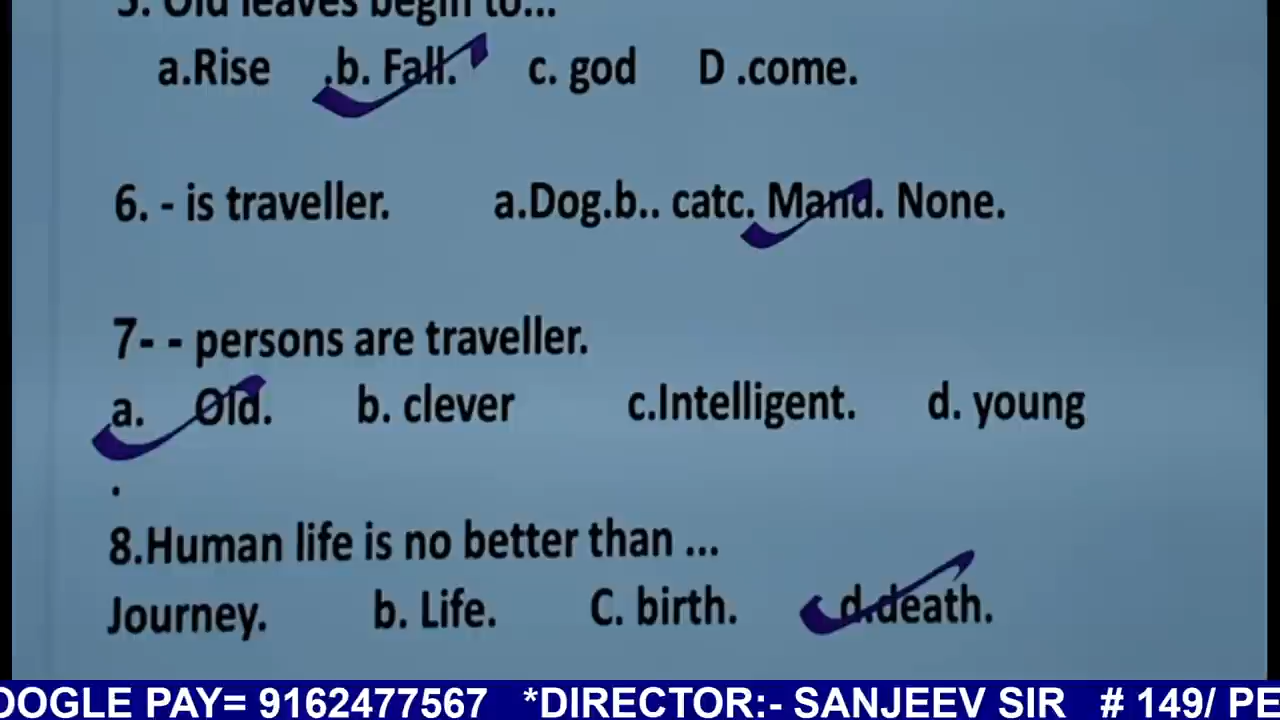 5. Old leaves begin to...
a.Rise .b. Fall. c. god D .come.
6. - is traveller. a.Dog.b.. catc. Mand. None.
7- - persons are traveller.
a. Old. b. clever c.Intelligent. d. young
.
8.Human life is no better than ...
Journey. b. Life. C. birth. d.death.
OOGLE PAY= 9162477567 *DIRECTOR:- SANJEEV SIR # 149/ PE